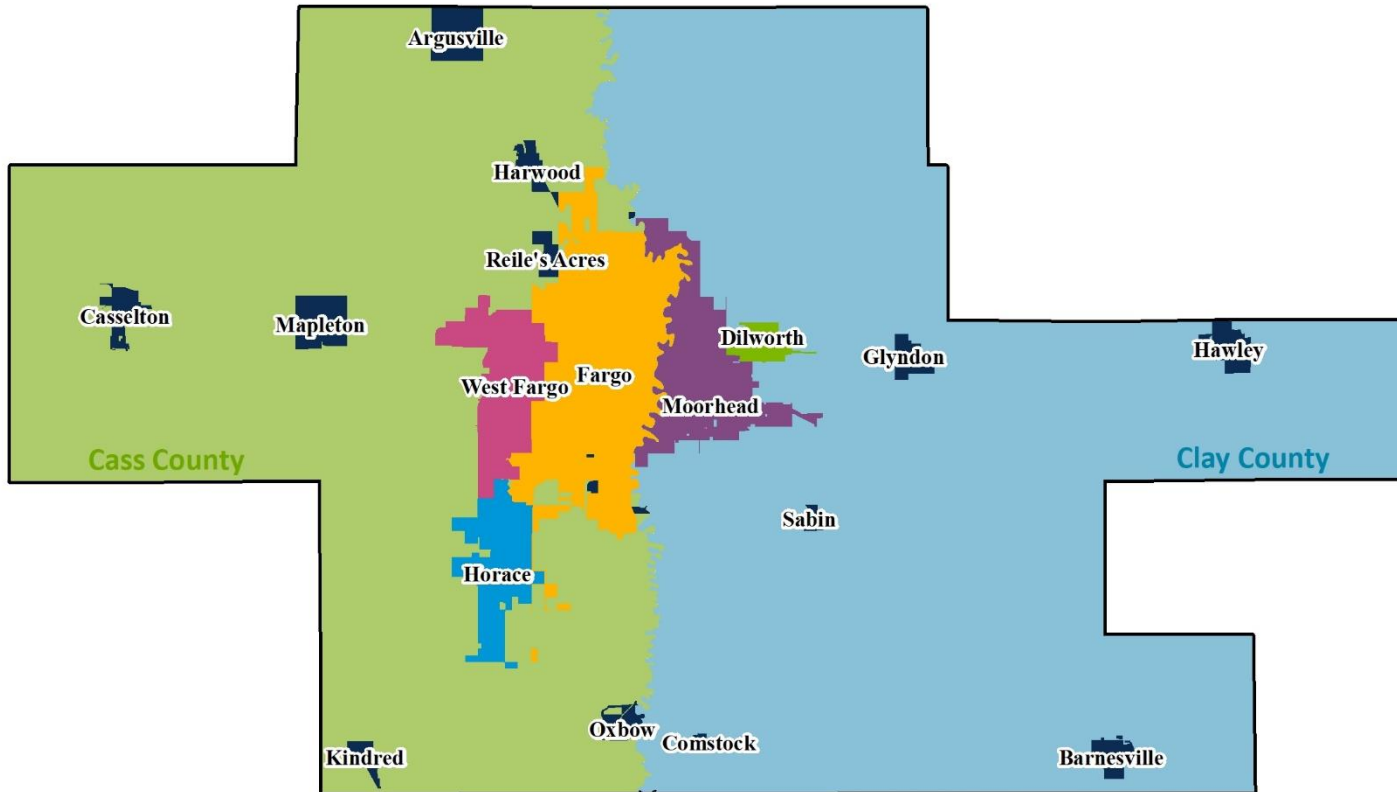 Argusville
Harwood
Reile's Acres
Casselton
Mapleton
Dilworth
Glyndon
Hawley
West Fargo
Fargo
Moorhead
Cass County
Clay County
Sabin
Horace
Oxbow
Comstock
Kindred
Barnesville